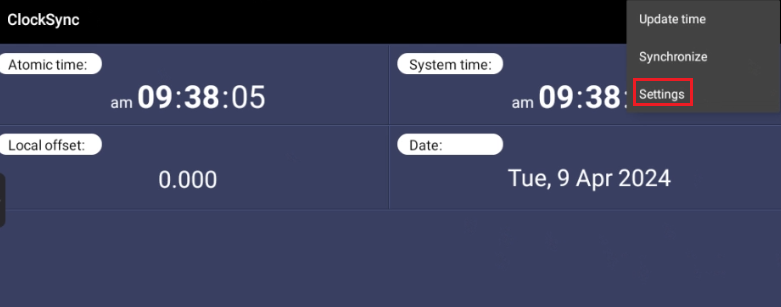 ClockSync
Update time
Synchronize
Settings
Atomic time:
am 09:38:05
System time:
am 09:38:
Local offset:
0.000
Date:
Tue, 9 Apr 2024